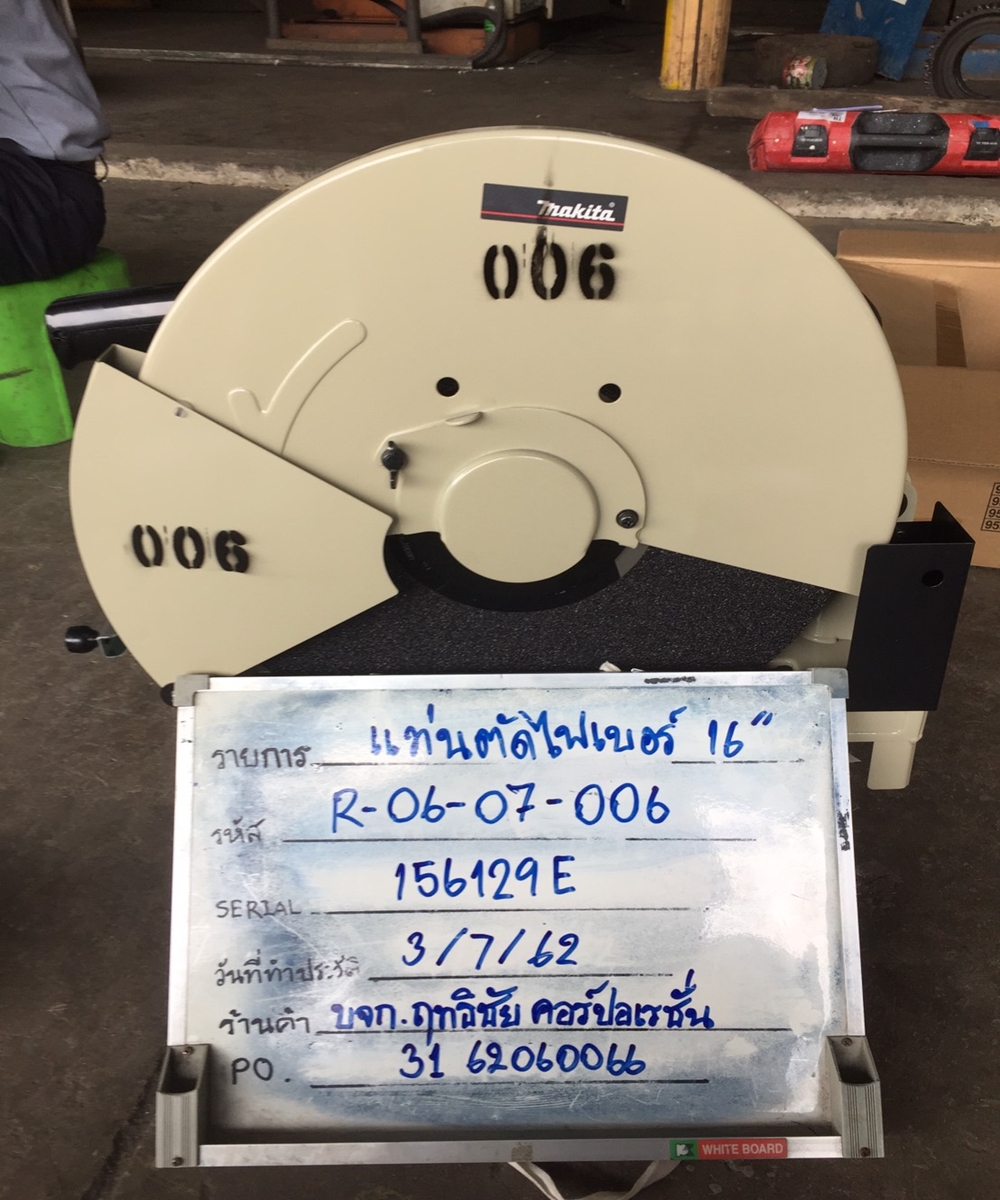 makita
006
006
รายการ แท่นตัดไฟเบอร์ 16"
รหัส R-06-07-006
SERIAL 156129E
วันที่ทำประวัติ 3/7/62
ร้านค้า บจก.ฤทธิชัย คอร์ปอเรชั่น
PO. 31 62060066
WHITE BOARD